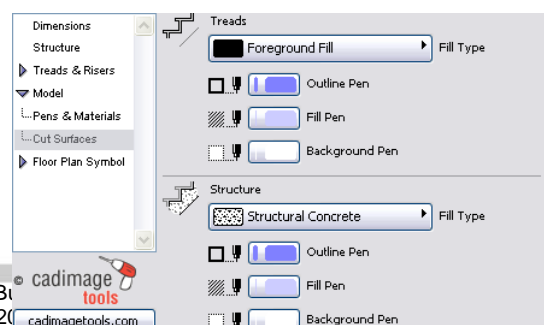 Dimensions
Structure
Treads & Risers
Model
Pens & Materials
Cut Surfaces
Floor Plan Symbol
cadimage
tools
cadimagetools.com
Treads
Foreground Fill
Fill Type
Outline Pen
Fill Pen
Background Pen
Structure
Structural Concrete
Fill Type
Outline Pen
Fill Pen
Background Pen